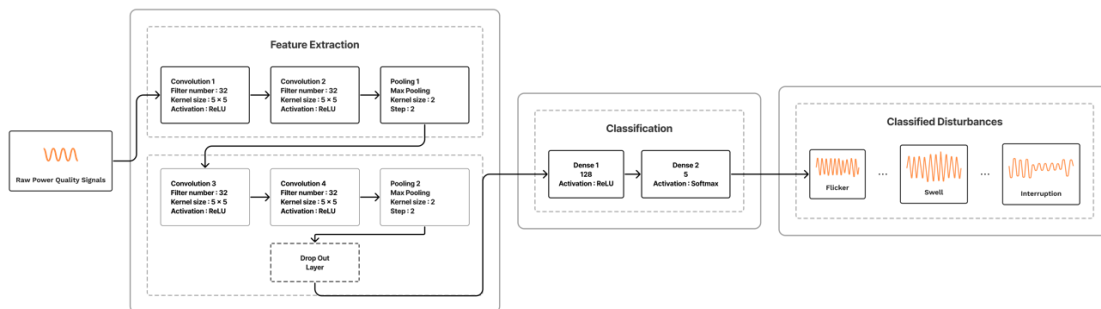 Raw Power Quality Signals
Feature Extraction
Convolution 1
Filter number : 32
Kernel size : 5 × 5
Activation : ReLU
Convolution 2
Filter number : 32
Kernel size : 5 × 5
Activation : ReLU
Pooling 1
Max Pooling
Kernel size : 2
Step : 2
Convolution 3
Filter number : 32
Kernel size : 5 × 5
Activation : ReLU
Convolution 4
Filter number : 32
Kernel size : 5 × 5
Activation : ReLU
Pooling 2
Max Pooling
Kernel size : 2
Step : 2
Drop Out
Layer
Classification
Dense 1
128
Activation : ReLU
Dense 2
5
Activation : Softmax
Classified Disturbances
Flicker
...
Swell
...
Interruption